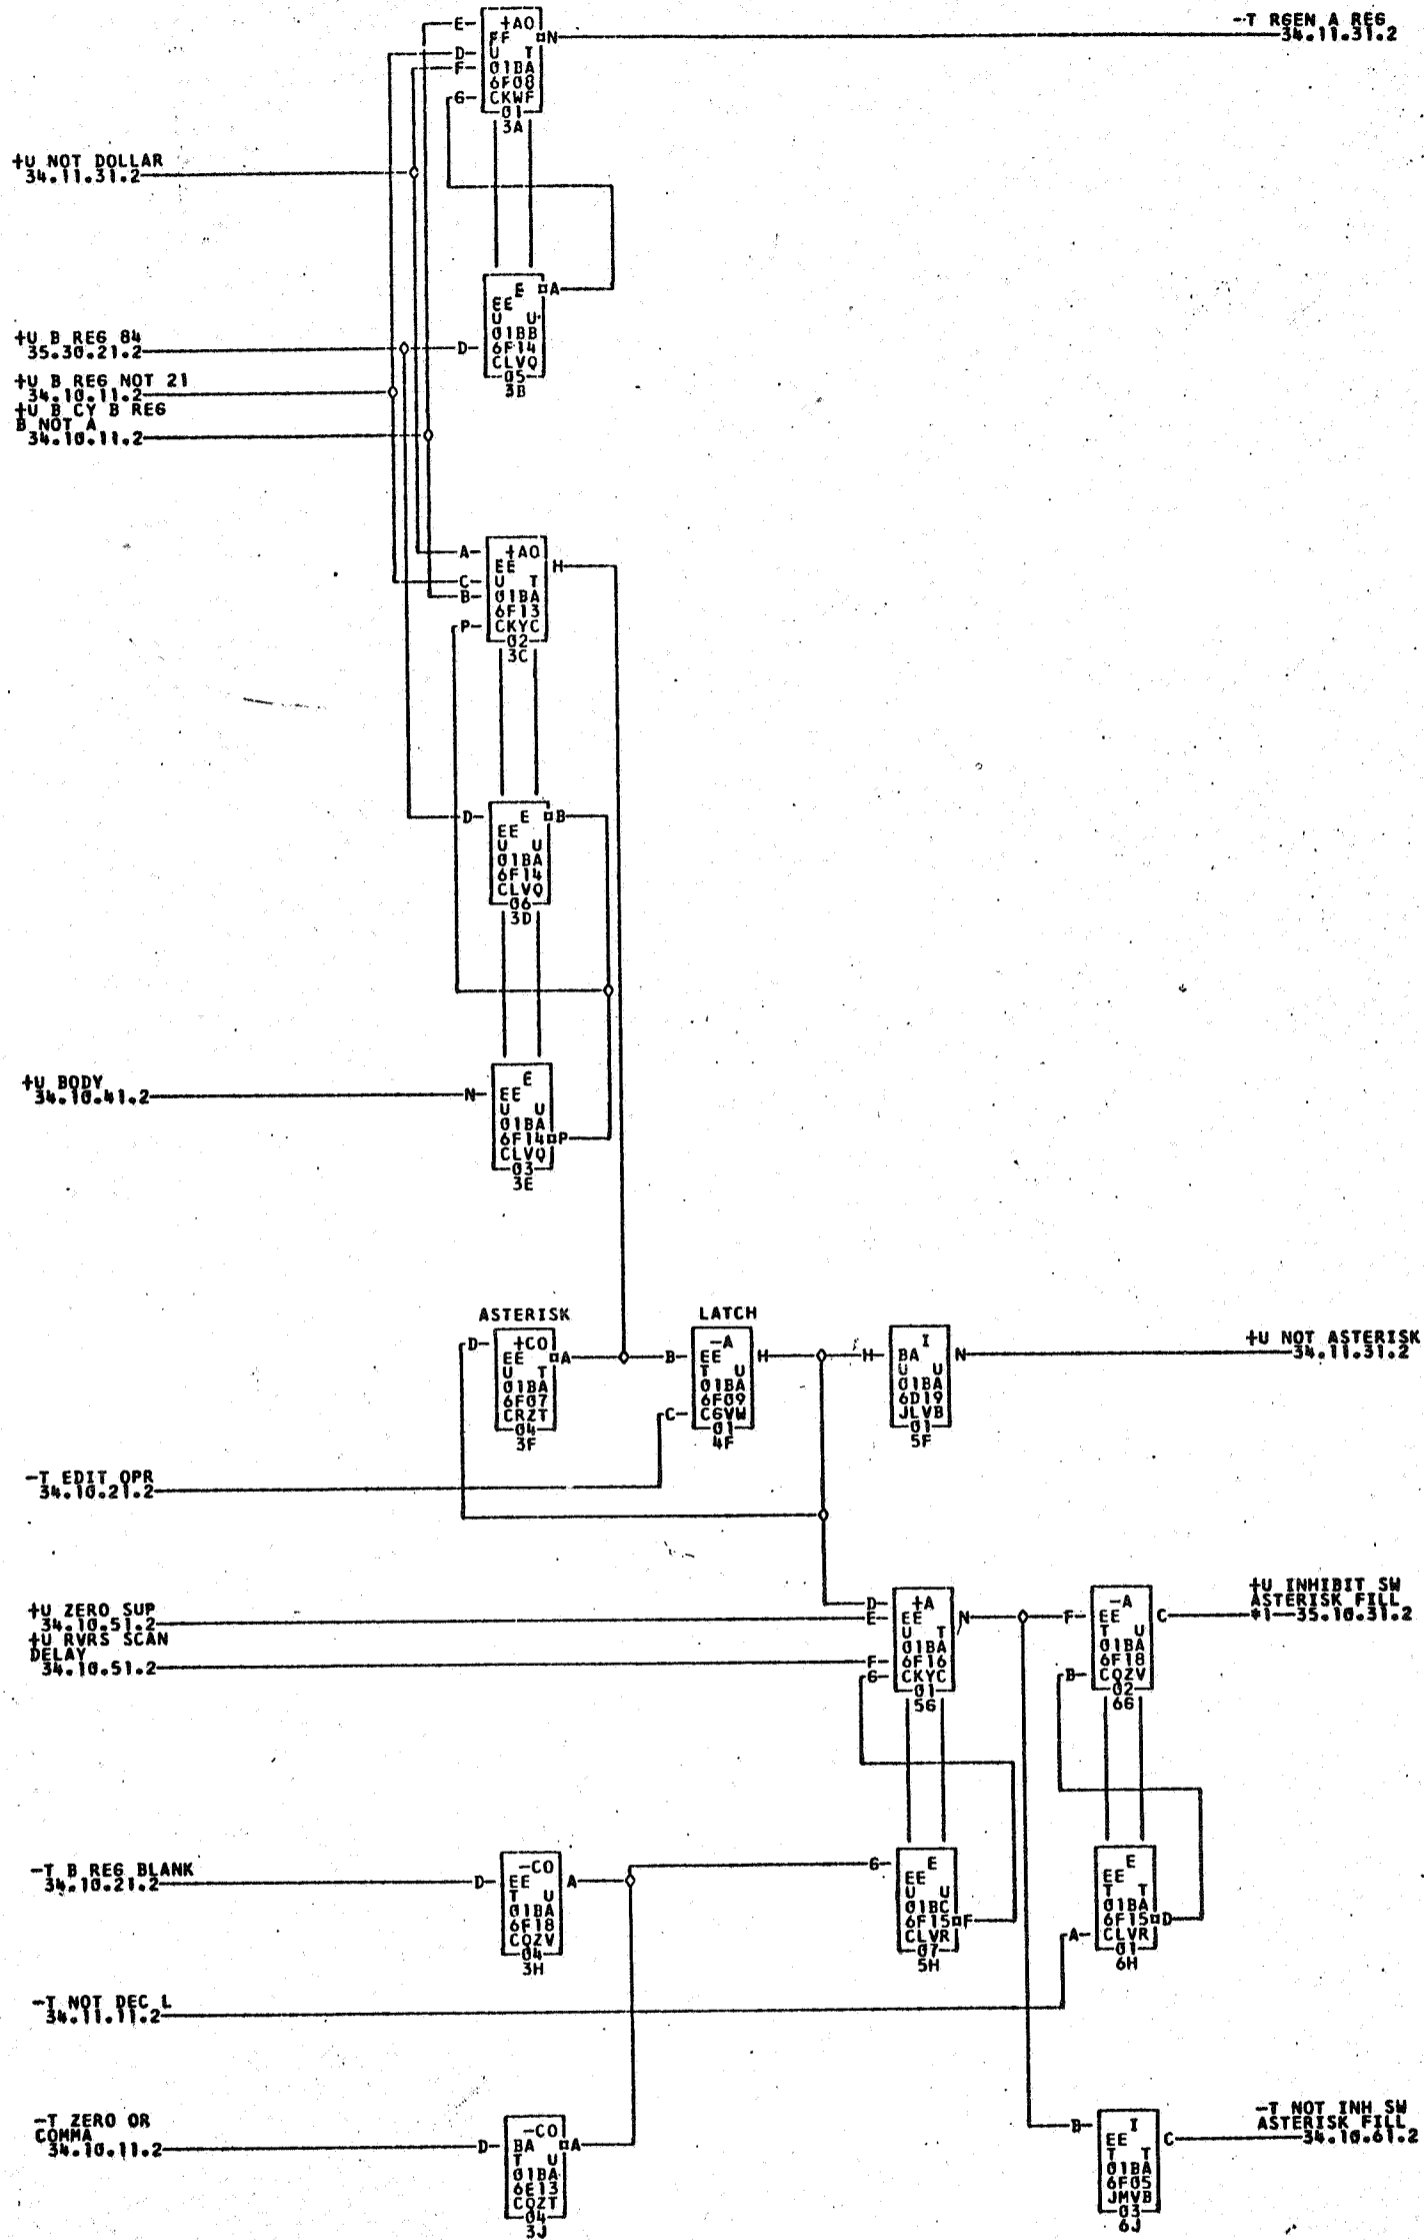 E- +AO
FF ¤N
-T RGEN A REG
34.11.31.2
D- U T
F- 01BA
6F08
G- CKWF
01
3A
+U NOT DOLLAR
34.11.31.2
E ¤A
EE
U U
01BB
+U B REG 84
35.30.21.2
D- 6F14
CLVQ
05
3B
+U B REG NOT 21
34.10.11.2
+U B CY B REG
B NOT A
34.10.11.2
A- +AO
EE H
C- U T
B- 01BA
6F13
P- CKYC
02
3C
D- E ¤B
EE
U U
01BA
6F14
CLVQ
06
3D
+U BODY
34.10.41.2
E
N- EE
U U
01BA
6F14¤P
CLVQ
03
3E
ASTERISK
LATCH
D- +CO
EE ¤A
U T
01BA
6F07
CRZT
04
3F
-A
B- EE H
T U
01BA
6F09
C- CGVW
01
4F
I
H- BA N
U U
01BA
6D19
JLVB
01
5F
+U NOT ASTERISK
34.11.31.2
-T EDIT OPR
34.10.21.2
+U ZERO SUP
34.10.51.2
+U RVRS SCAN
DELAY
34.10.51.2
D- +A
E- EE N
U T
01BA
F- 6F16
G- CKYC
01
5G
-A
F- EE C
T U
01BA
6F18
B- CQZV
02
6G
+U INHIBIT SW
ASTERISK FILL
*1-35.10.31.2
-T B REG BLANK
34.10.21.2
-CO
D- EE A
T U
01BA
6F18
CQZV
04
3H
G- E
EE
U U
01BC
6F15¤F
CLVR
07
5H
E
EE
T T
01BA
6F15¤D
A- CLVR
01
6H
-T NOT DEC L
34.11.11.2
-T ZERO OR
COMMA
34.10.11.2
-CO
D- BA ¤A
T U
01BA
6E13
CQZT
04
3J
B- I
EE C
T T
01BA
6F05
JMVB
03
6J
-T NOT INH SW
ASTERISK FILL
34.10.61.2